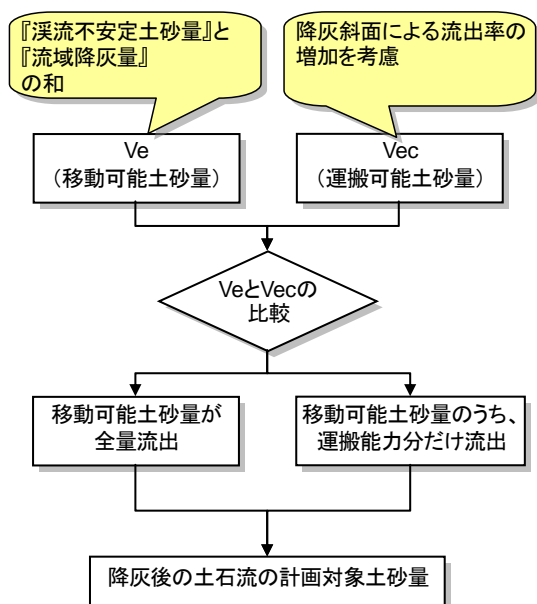 『渓流不安定土砂量』と
『流域降灰量』
の和
降灰斜面による流出率の
増加を考慮
Ve
（移動可能土砂量）
Vec
（運搬可能土砂量）
VeとVecの
比較
移動可能土砂量が
全量流出
移動可能土砂量のうち、
運搬能力分だけ流出
降灰後の土石流の計画対象土砂量